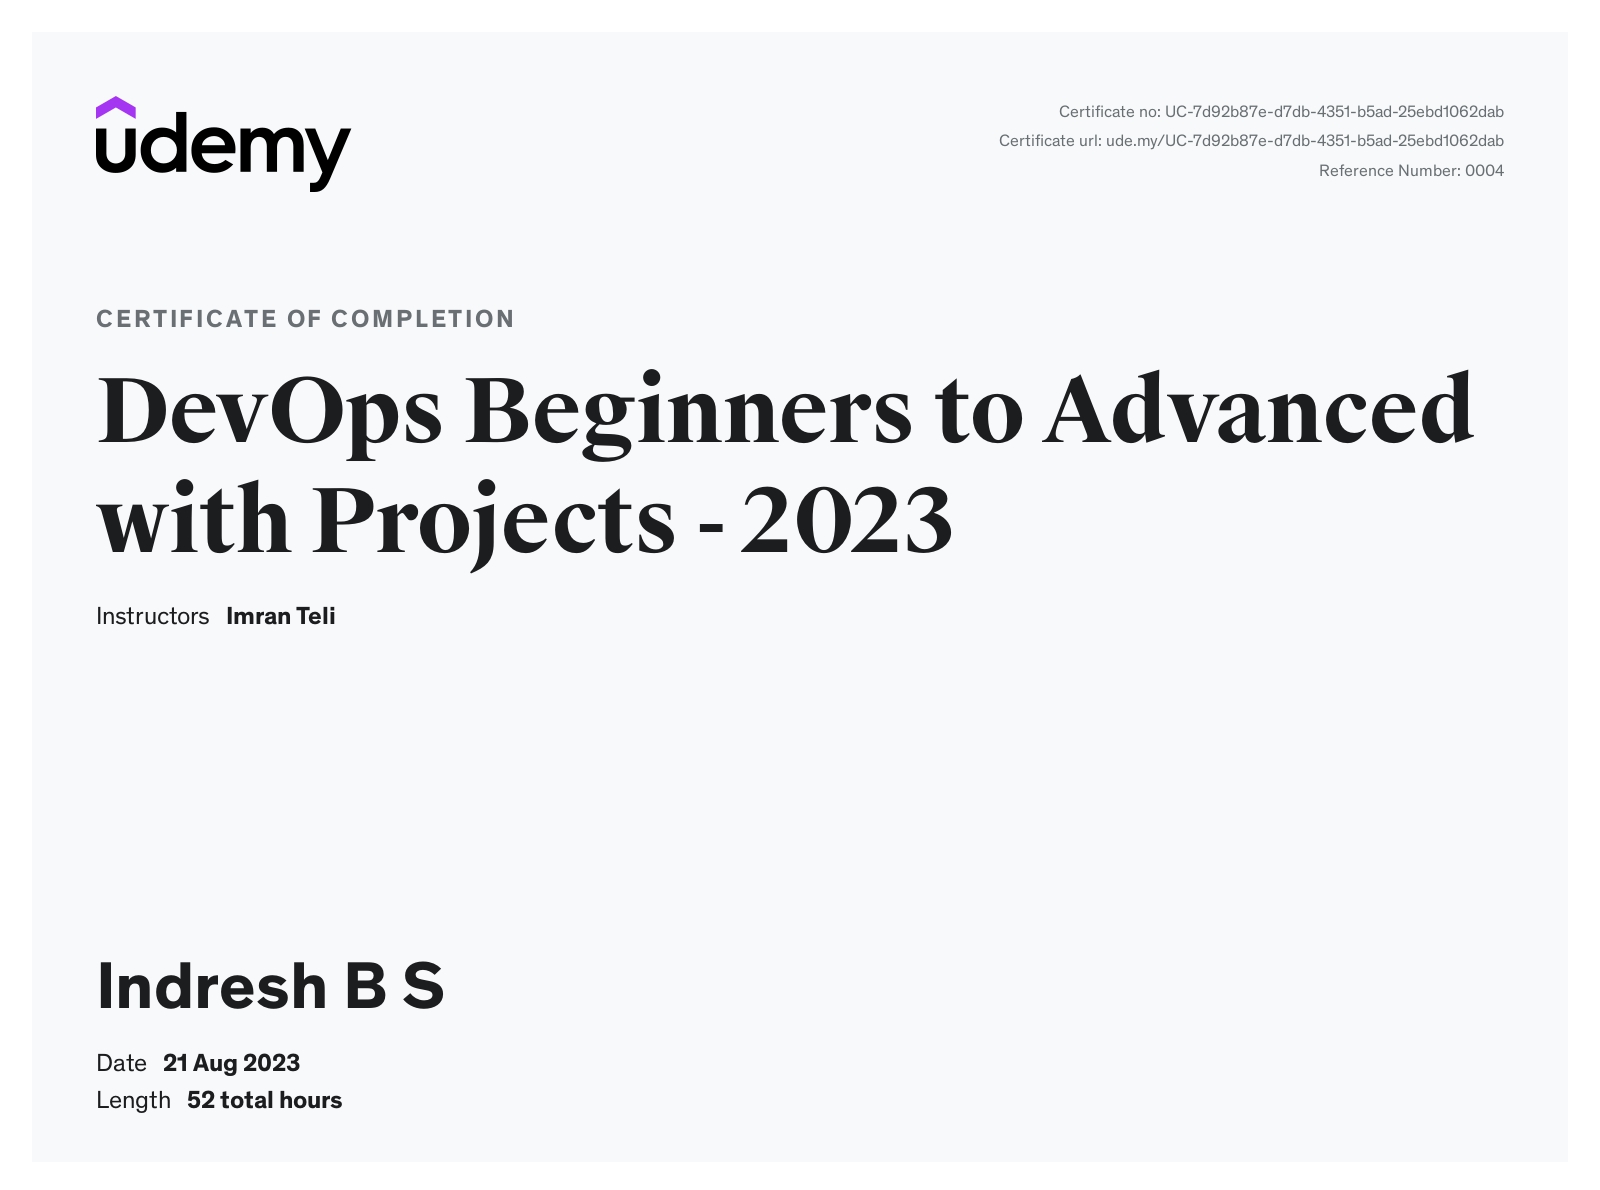 udemy
Certificate no: UC-7d92b87e-d7db-4351-b5ad-25ebd1062dab
Certificate url: ude.my/UC-7d92b87e-d7db-4351-b5ad-25ebd1062dab
Reference Number: 0004
CERTIFICATE OF COMPLETION
DevOps Beginners to Advanced
with Projects - 2023
Instructors Imran Teli
Indresh B S
Date 21 Aug 2023
Length 52 total hours